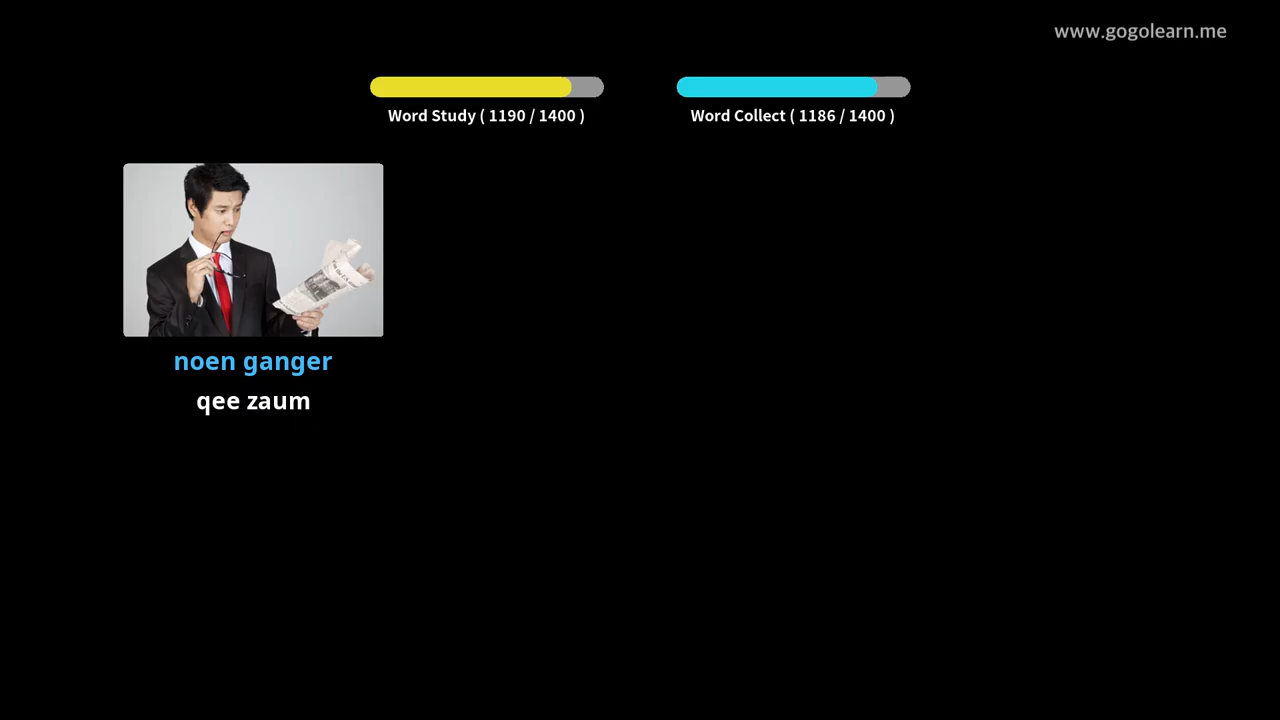 www.gogolearn.me
Word Study ( 1190 / 1400 )
Word Collect ( 1186 / 1400 )
noen ganger
qee zaum